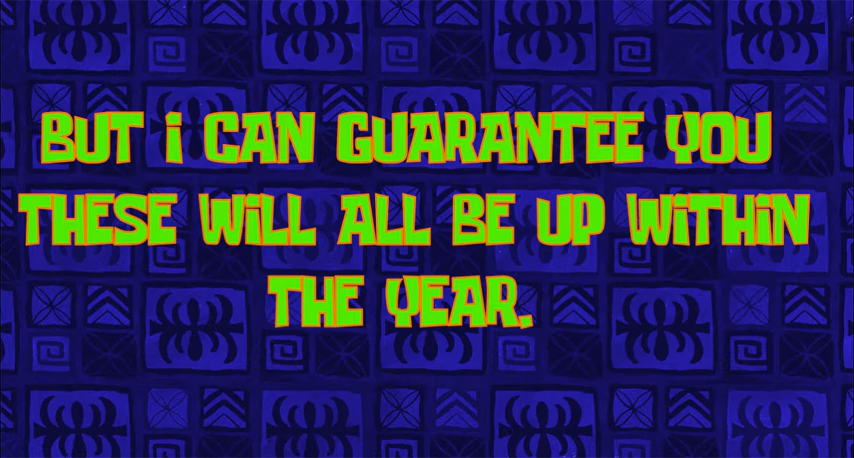 BUT i CAN GUARANTEE YOU
THESE WiLL ALL BE UP WiTHiN
THE YEAR.